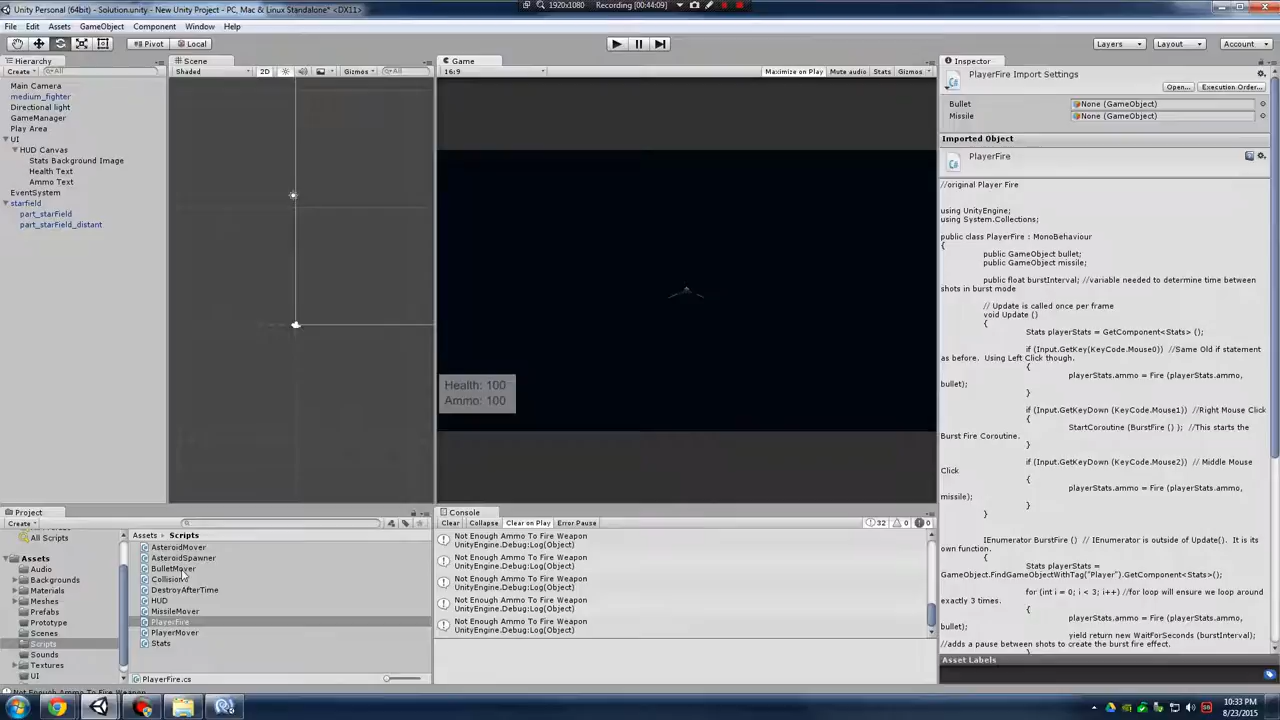 Unity Personal (64bit) - Solution.unity - New Unity Project - PC, Mac & Linux Standalone* <DX11>
1920x1080
Recording [00:44:09]
File Edit Assets GameObject Component Window Help
Pivot Local
Layers Layout Account
Hierarchy
Create All
Main Camera
medium_fighter
Directional light
GameManager
Play Area
UI
HUD Canvas
Stats Background Image
Health Text
Ammo Text
EventSystem
starfield
part_starField
part_starField_distant
Scene
Shaded 2D Gizmos All
Game
16:9 Maximize on Play Mute audio Stats Gizmos
Health: 100
Ammo: 100
Inspector
PlayerFire Import Settings
Open... Execution Order...
Bullet None (GameObject)
Missile None (GameObject)
Imported Object
PlayerFire
//original Player Fire
using UnityEngine;
using System.Collections;
public class PlayerFire : MonoBehaviour
{
public GameObject bullet;
public GameObject missile;
public float burstInterval; //variable needed to determine time between
shots in burst mode
// Update is called once per frame
void Update ()
{
Stats playerStats = GetComponent<Stats> ();
if (Input.GetKey(KeyCode.Mouse0)) //Same Old if statement
as before. Using Left Click though.
{
playerStats.ammo = Fire (playerStats.ammo,
bullet);
}
if (Input.GetKeyDown (KeyCode.Mouse1)) //Right Mouse Click
{
StartCoroutine (BurstFire () ); //This starts the
Burst Fire Coroutine.
}
if (Input.GetKeyDown (KeyCode.Mouse2)) // Middle Mouse
Click
{
playerStats.ammo = Fire (playerStats.ammo,
missile);
}
}
IEnumerator BurstFire () // IEnumerator is outside of Update(). It is its
own function.
{
Stats playerStats =
GameObject.FindGameObjectWithTag("Player").GetComponent<Stats>();
for (int i = 0; i < 3; i++) //for loop will ensure we loop around
exactly 3 times.
{
playerStats.ammo = Fire (playerStats.ammo,
bullet);
yield return new WaitForSeconds (burstInterval);
//adds a pause between shots to create the burst fire effect.
}
Asset Labels
Project
Create
All Scripts
Assets
Audio
Backgrounds
Materials
Meshes
Prefabs
Prototype
Scenes
Scripts
Sounds
Textures
UI
Assets Scripts
AsteroidMover
AsteroidSpawner
BulletMover
Collisions
DestroyAfterTime
HUD
MissileMover
PlayerFire
PlayerMover
Stats
PlayerFire.cs
Console
Clear Collapse Clear on Play Error Pause 32 0 0
Not Enough Ammo To Fire Weapon
UnityEngine.Debug:Log(Object)
Not Enough Ammo To Fire Weapon
UnityEngine.Debug:Log(Object)
Not Enough Ammo To Fire Weapon
UnityEngine.Debug:Log(Object)
Not Enough Ammo To Fire Weapon
UnityEngine.Debug:Log(Object)
Not Enough Ammo To Fire Weapon
UnityEngine.Debug:Log(Object)
Not Enough Ammo To Fire Weapon
10:33 PM
8/23/2015